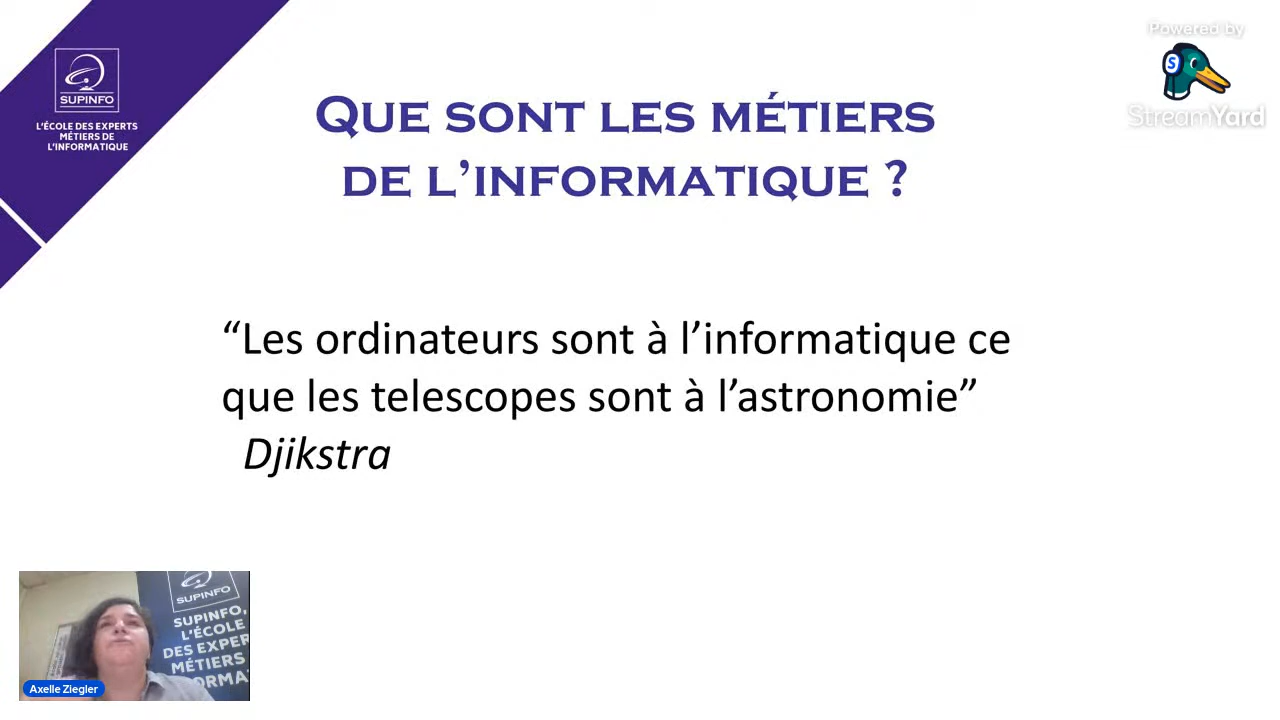 SUPINFO
L'ÉCOLE DES EXPERTS
MÉTIERS DE
L'INFORMATIQUE
Powered by
S
StreamYard
QUE SONT LES MÉTIERS
DE L'INFORMATIQUE ?
“Les ordinateurs sont à l'informatique ce
que les telescopes sont à l'astronomie”
Djikstra
SUPINFO
SUPINFO,
L'ÉCOLE
DES EXPER
MÉTIERS
ORMA
Axelle Ziegler